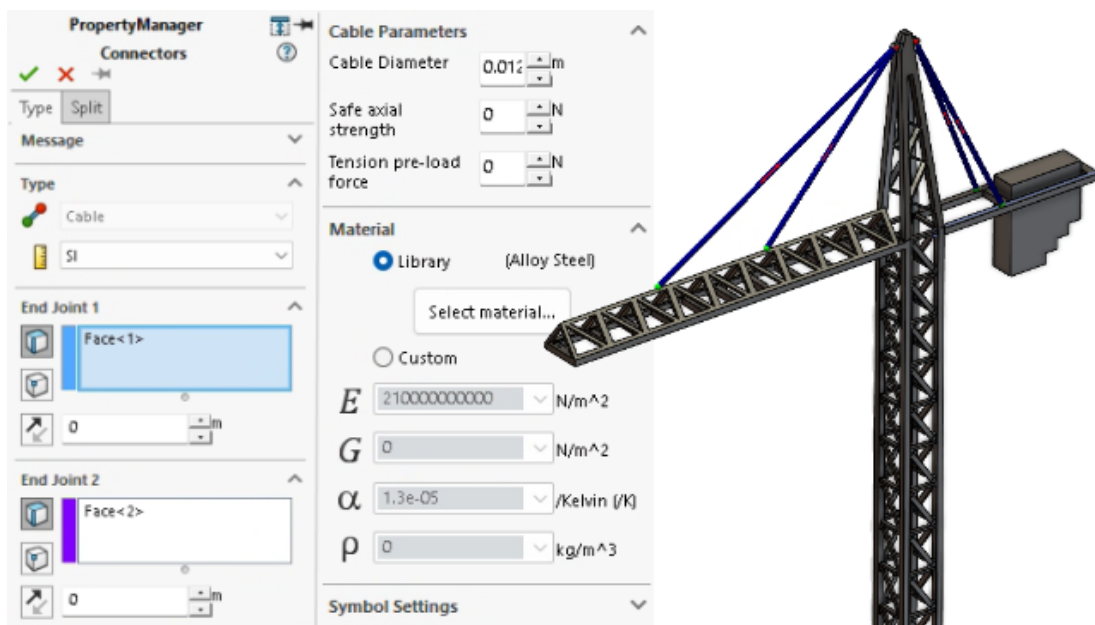 PropertyManager
Connectors
Type
Split
Message
Type
Cable
SI
End Joint 1
Face<1>
0
m
End Joint 2
Face<2>
0
m
Cable Parameters
Cable Diameter
0.012
m
Safe axial
strength
0
N
Tension pre-load
force
0
N
Material
Library
(Alloy Steel)
Select material...
Custom
E
210000000000
N/m^2
G
0
N/m^2
α
1.3e-05
/Kelvin (/K)
ρ
0
kg/m^3
Symbol Settings